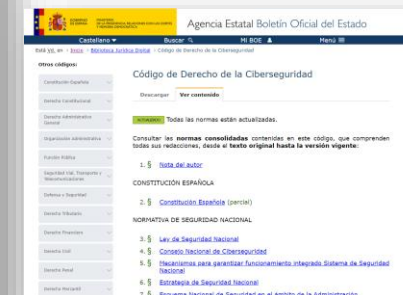 Agencia Estatal Boletín Oficial del Estado
Castellano Buscar Mi BOE Menú
Está Vd. en Inicio Biblioteca Jurídica Digital Código de Derecho de la Ciberseguridad
Otros códigos:
Código de Derecho de la Ciberseguridad
Constitución Española
Descargar Ver contenido
Derecho Constitucional
Derecho Administrativo General
Todas las normas están actualizadas.
Organización Administrativa
Consultar las normas consolidadas contenidas en este código, que comprenden
todas sus redacciones, desde el texto original hasta la versión vigente:
Función Pública
1. § Nota del autor
Seguridad Vial, Transporte y
Telecomunicaciones
CONSTITUCIÓN ESPAÑOLA
Defensa y Seguridad
2. § Constitución Española (parcial)
Derecho Tributario
NORMATIVA DE SEGURIDAD NACIONAL
Derecho Financiero
3. § Ley de Seguridad Nacional
Derecho Civil
4. § Consejo Nacional de Ciberseguridad
5. § Mecanismos para garantizar funcionamiento integrado Sistema de Seguridad
Nacional
Derecho Penal
6. § Estrategia de Seguridad Nacional
Derecho Mercantil
7. § Esquema Nacional de Seguridad en el ámbito de la Administración